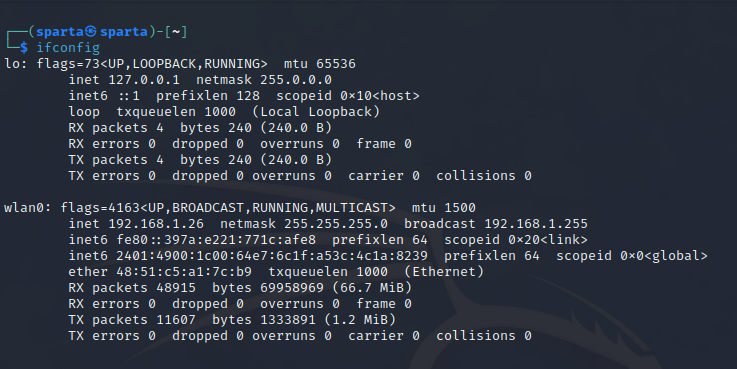 ┌──(sparta㉿sparta)-[~]
└─$ ifconfig
lo: flags=73<UP,LOOPBACK,RUNNING>  mtu 65536
        inet 127.0.0.1  netmask 255.0.0.0
        inet6 ::1  prefixlen 128  scopeid 0x10<host>
        loop  txqueuelen 1000  (Local Loopback)
        RX packets 4  bytes 240 (240.0 B)
        RX errors 0  dropped 0  overruns 0  frame 0
        TX packets 4  bytes 240 (240.0 B)
        TX errors 0  dropped 0 overruns 0  carrier 0  collisions 0

wlan0: flags=4163<UP,BROADCAST,RUNNING,MULTICAST>  mtu 1500
        inet 192.168.1.26  netmask 255.255.255.0  broadcast 192.168.1.255
        inet6 fe80::397a:e221:771c:afe8  prefixlen 64  scopeid 0x20<link>
        inet6 2401:4900:1c00:64e7:6c1f:a53c:4c1a:8239  prefixlen 64  scopeid 0x0<global>
        ether 48:51:c5:a1:7c:b9  txqueuelen 1000  (Ethernet)
        RX packets 48915  bytes 69958969 (66.7 MiB)
        RX errors 0  dropped 0  overruns 0  frame 0
        TX packets 11607  bytes 1333891 (1.2 MiB)
        TX errors 0  dropped 0 overruns 0  carrier 0  collisions 0